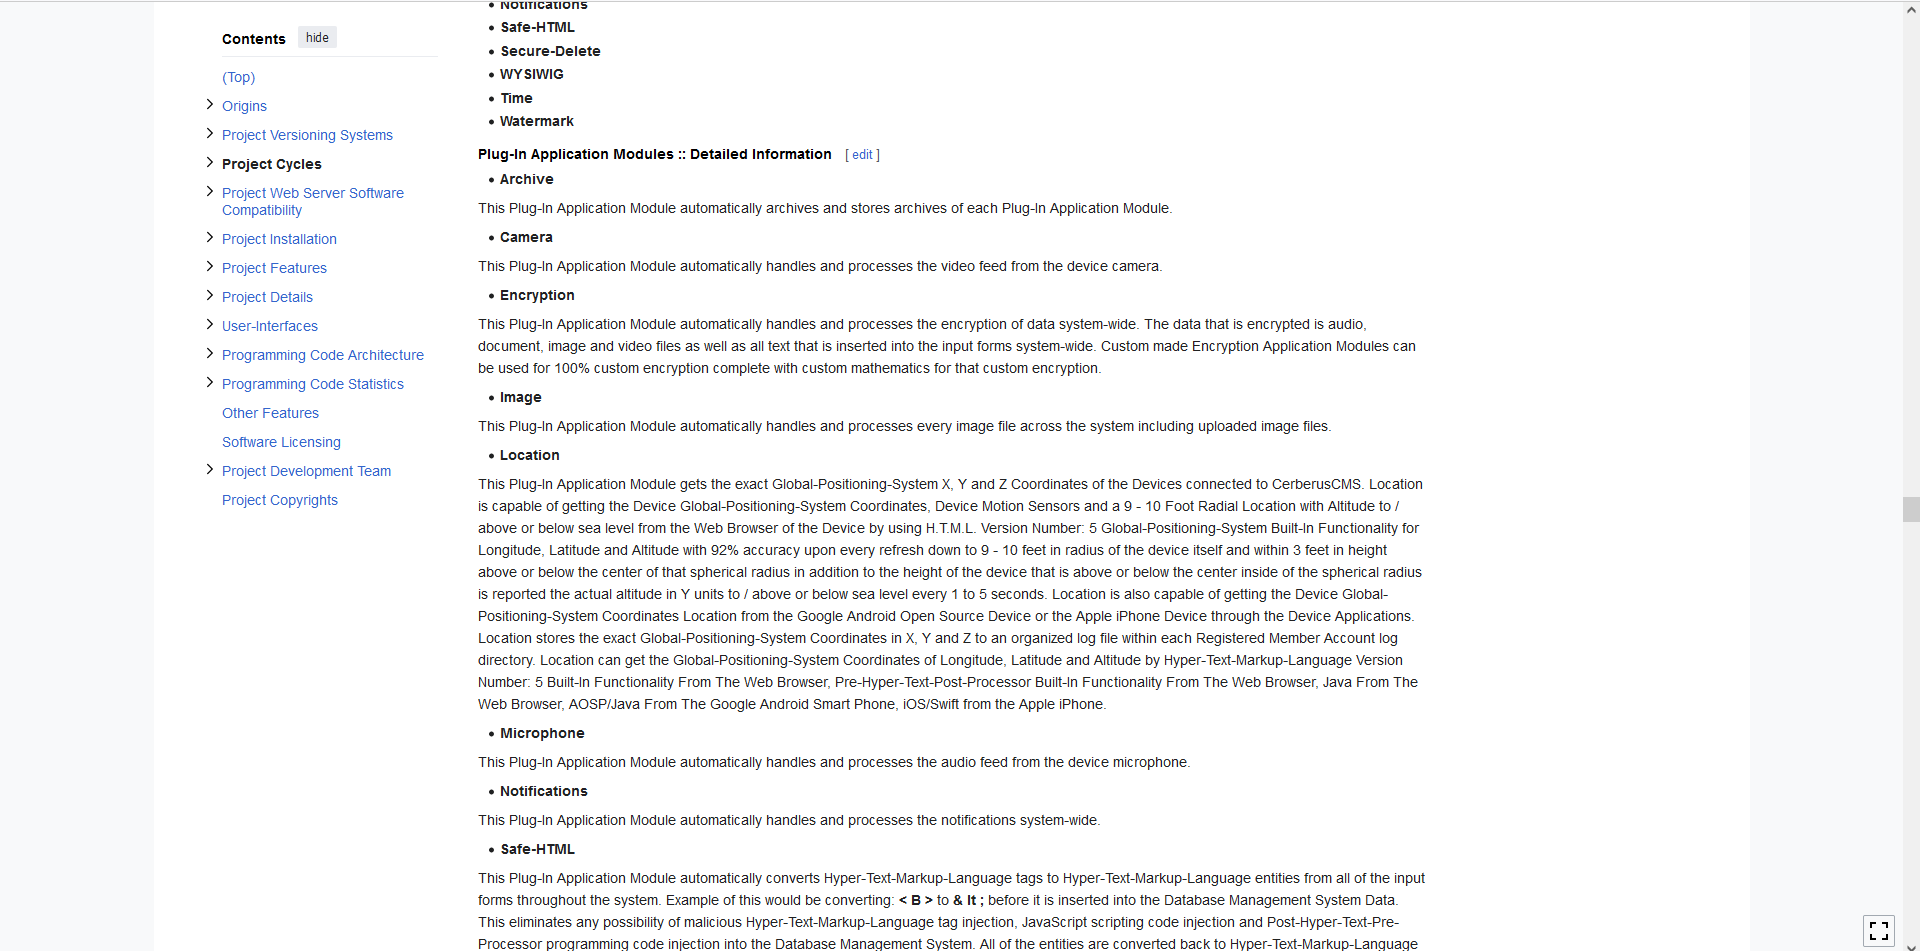 Contents hide
(Top)
Origins
Project Versioning Systems
Project Cycles
Project Web Server Software
Compatibility
Project Installation
Project Features
Project Details
User-Interfaces
Programming Code Architecture
Programming Code Statistics
Other Features
Software Licensing
Project Development Team
Project Copyrights
• Notifications
• Safe-HTML
• Secure-Delete
• WYSIWIG
• Time
• Watermark
Plug-In Application Modules :: Detailed Information [ edit ]
• Archive
This Plug-In Application Module automatically archives and stores archives of each Plug-In Application Module.
• Camera
This Plug-In Application Module automatically handles and processes the video feed from the device camera.
• Encryption
This Plug-In Application Module automatically handles and processes the encryption of data system-wide. The data that is encrypted is audio,
document, image and video files as well as all text that is inserted into the input forms system-wide. Custom made Encryption Application Modules can
be used for 100% custom encryption complete with custom mathematics for that custom encryption.
• Image
This Plug-In Application Module automatically handles and processes every image file across the system including uploaded image files.
• Location
This Plug-In Application Module gets the exact Global-Positioning-System X, Y and Z Coordinates of the Devices connected to CerberusCMS. Location
is capable of getting the Device Global-Positioning-System Coordinates, Device Motion Sensors and a 9 - 10 Foot Radial Location with Altitude to /
above or below sea level from the Web Browser of the Device by using H.T.M.L. Version Number: 5 Global-Positioning-System Built-In Functionality for
Longitude, Latitude and Altitude with 92% accuracy upon every refresh down to 9 - 10 feet in radius of the device itself and within 3 feet in height
above or below the center of that spherical radius in addition to the height of the device that is above or below the center inside of the spherical radius
is reported the actual altitude in Y units to / above or below sea level every 1 to 5 seconds. Location is also capable of getting the Device Global-
Positioning-System Coordinates Location from the Google Android Open Source Device or the Apple iPhone Device through the Device Applications.
Location stores the exact Global-Positioning-System Coordinates in X, Y and Z to an organized log file within each Registered Member Account log
directory. Location can get the Global-Positioning-System Coordinates of Longitude, Latitude and Altitude by Hyper-Text-Markup-Language Version
Number: 5 Built-In Functionality From The Web Browser, Pre-Hyper-Text-Post-Processor Built-In Functionality From The Web Browser, Java From The
Web Browser, AOSP/Java From The Google Android Smart Phone, iOS/Swift from the Apple iPhone.
• Microphone
This Plug-In Application Module automatically handles and processes the audio feed from the device microphone.
• Notifications
This Plug-In Application Module automatically handles and processes the notifications system-wide.
• Safe-HTML
This Plug-In Application Module automatically converts Hyper-Text-Markup-Language tags to Hyper-Text-Markup-Language entities from all of the input
forms throughout the system. Example of this would be converting: < B > to & lt ; before it is inserted into the Database Management System Data.
This eliminates any possibility of malicious Hyper-Text-Markup-Language tag injection, JavaScript scripting code injection and Post-Hyper-Text-Pre-
Processor programming code injection into the Database Management System. All of the entities are converted back to Hyper-Text-Markup-Language